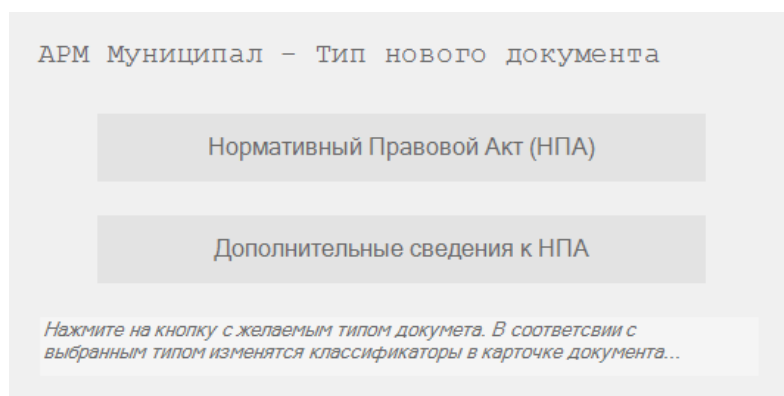 АРМ Муниципал – Тип нового документа
Нормативный Правовой Акт (НПА)
Дополнительные сведения к НПА
Нажмите на кнопку с желаемым типом докумета. В соответсвии с
выбранным типом изменятся классификаторы в карточке документа...